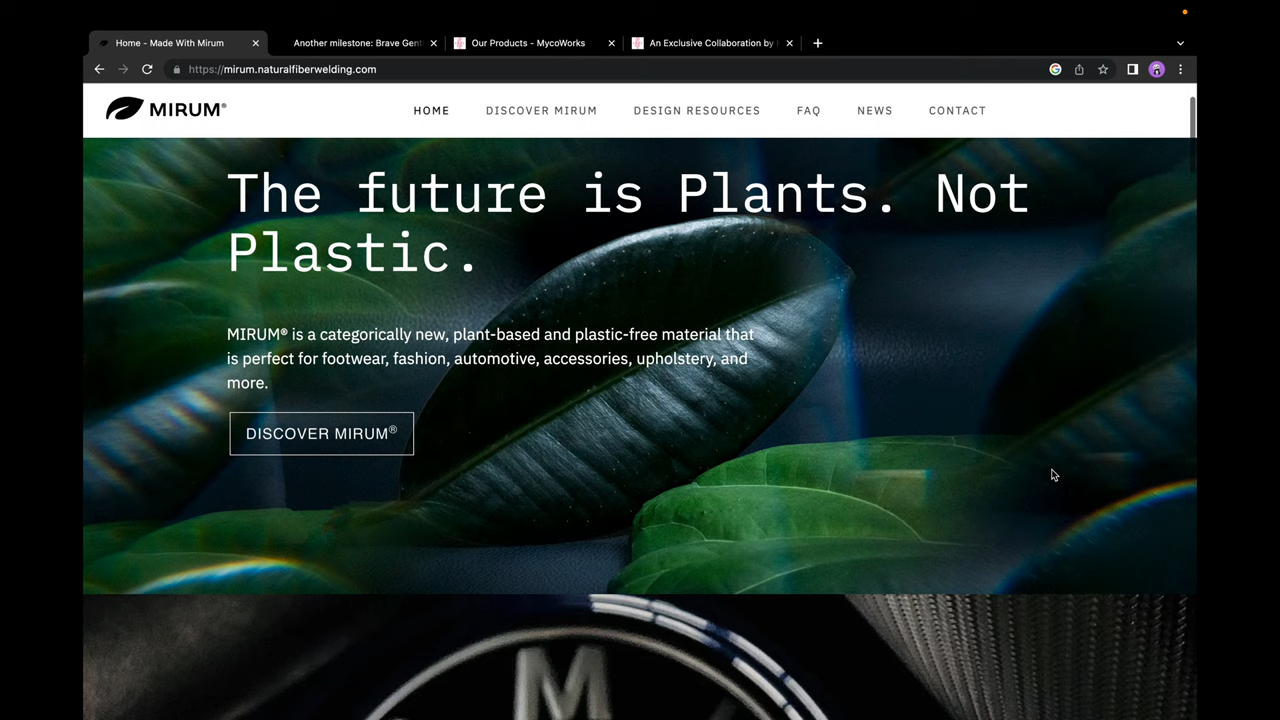 Home - Made With Mirum
Another milestone: Brave Gent
Our Products - MycoWorks
An Exclusive Collaboration by
https://mirum.naturalfiberwelding.com
MIRUM®
HOME
DISCOVER MIRUM
DESIGN RESOURCES
FAQ
NEWS
CONTACT
The future is Plants. Not
Plastic.
MIRUM® is a categorically new, plant-based and plastic-free material that
is perfect for footwear, fashion, automotive, accessories, upholstery, and
more.
DISCOVER MIRUM®
M